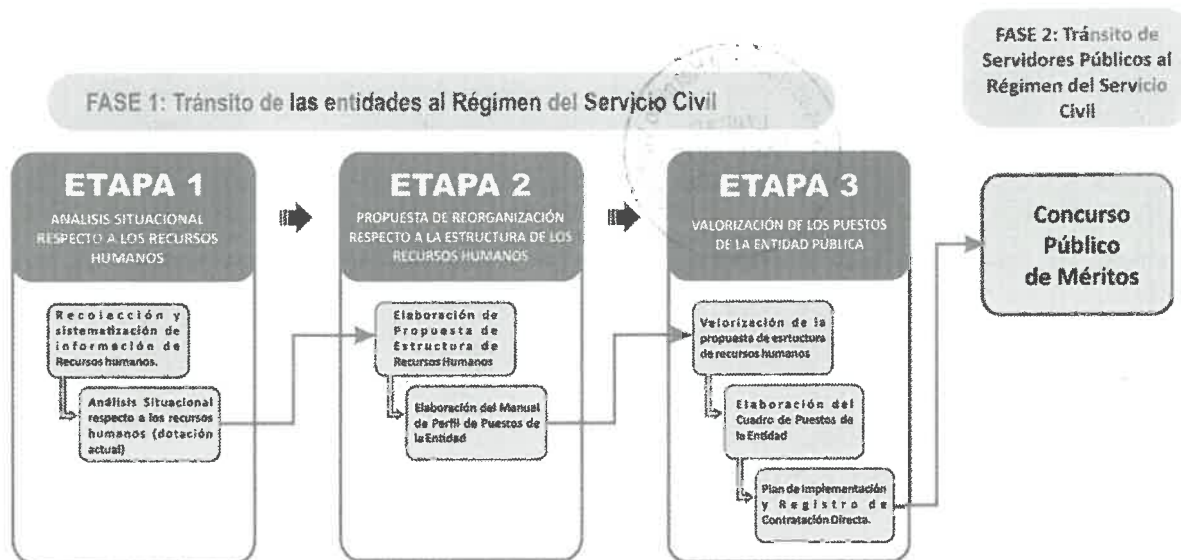 FASE 1: Tránsito de las entidades al Régimen del Servicio Civil
FASE 2: Tránsito de
Servidores Públicos al
Régimen del Servicio
Civil
ETAPA 1
ANALISIS SITUACIONAL
RESPECTO A LOS RECURSOS
HUMANOS
Recolección y
sistematización de
información de
Recursos humanos.
Análisis Situacional
respecto a los recursos
humanos (dotación
actual)
ETAPA 2
PROPUESTA DE REORGANIZACIÓN
RESPECTO A LA ESTRUCTURA DE LOS
RECURSOS HUMANOS
Elaboración de
Propuesta de
Estructura de
Recursos Humanos
Elaboración del Manual
de Perfil de Puestos de
la Entidad
ETAPA 3
VALORIZACIÓN DE LOS PUESTOS
DE LA ENTIDAD PÚBLICA
Valorización de la
propuesta de esrtuctura
de recursos humanos
Elaboración del
Cuadro de Puestos de
la Entidad
Plan de Implementación
y Registro de
Contratación Directa.
Concurso
Público
de Méritos